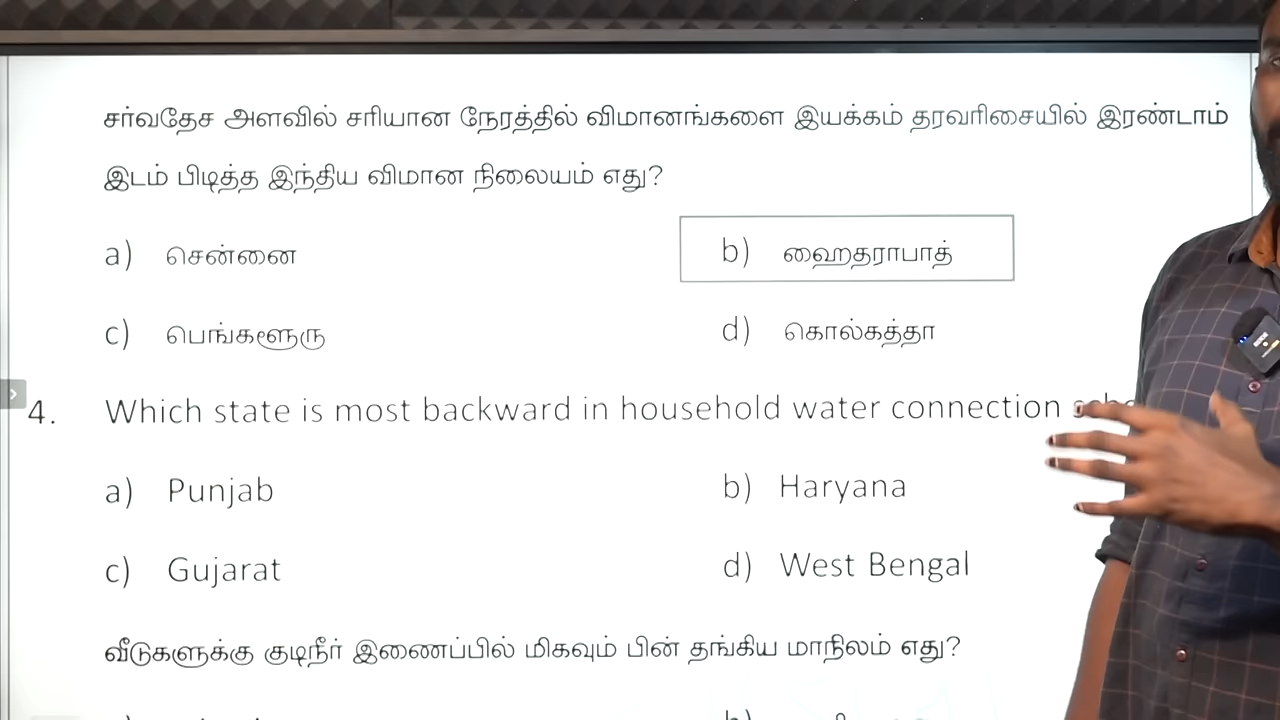 சர்வதேச அளவில் சரியான நேரத்தில் விமானங்களை இயக்கம் தரவரிசையில் இரண்டாம்
இடம் பிடித்த இந்திய விமான நிலையம் எது?
a) சென்னை b) ஹைதராபாத்
c) பெங்களூரு d) கொல்கத்தா
4. Which state is most backward in household water connection
a) Punjab b) Haryana
c) Gujarat d) West Bengal
வீடுகளுக்கு குடிநீர் இணைப்பில் மிகவும் பின் தங்கிய மாநிலம் எது?